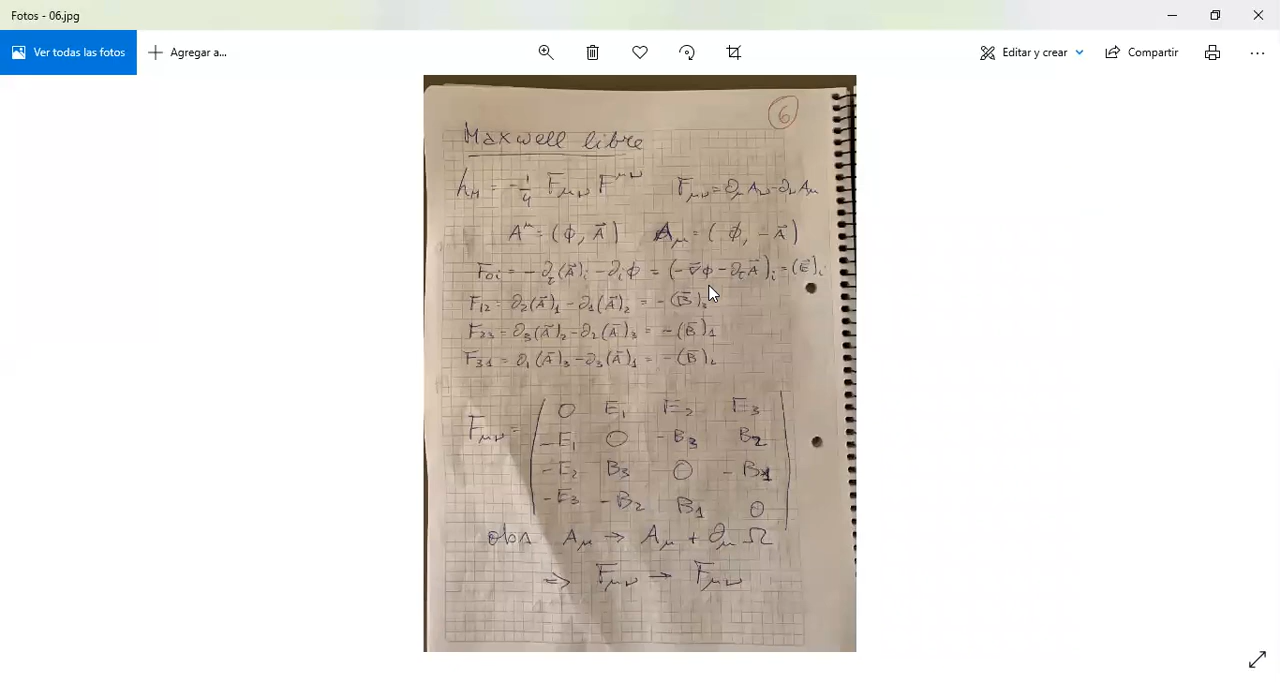 Fotos - 06.jpg
Ver todas las fotos
Agregar a...
Editar y crear
Compartir
6
Maxwell libre
ℒ_M = -1/4 F_μν F^μν    F_μν = ∂_μ A_ν - ∂_ν A_μ
A^μ = (ϕ, A⃗)    A_μ = (ϕ, -A⃗)
F_0i = -∂_t(A⃗)_i - ∂_i ϕ = (-∇⃗ϕ - ∂_t A⃗)_i = (E⃗)_i
F_12 = ∂_2(A⃗)_1 - ∂_1(A⃗)_2 = -(B⃗)_3
F_23 = ∂_3(A⃗)_2 - ∂_2(A⃗)_3 = -(B⃗)_1
F_31 = ∂_1(A⃗)_3 - ∂_3(A⃗)_1 = -(B⃗)_2
0 E_1 E_2 E_3
F_μν = -E_1 0 -B_3 B_2
-E_2 B_3 0 -B_1
-E_3 -B_2 B_1 0
obs A_μ → A_μ + ∂_μ Ω
⇒ F_μν → F_μν